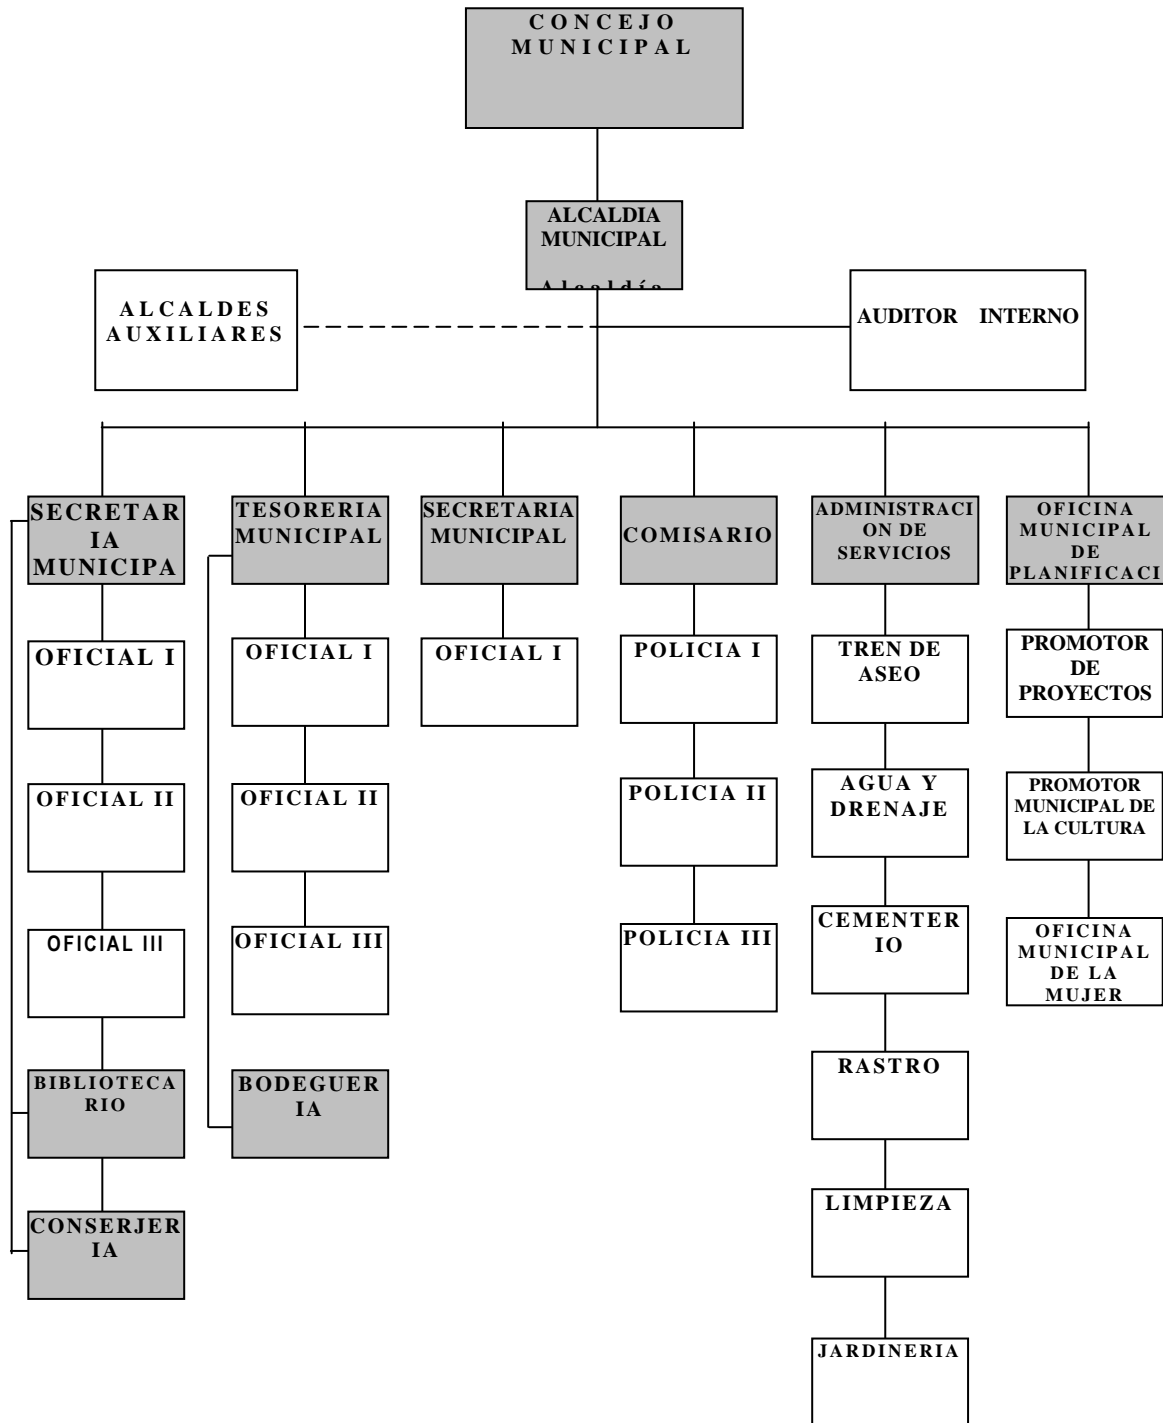 CONCEJO
MUNICIPAL
ALCALDIA
MUNICIPAL
Alcaldía
ALCALDES
AUXILIARES
AUDITOR INTERNO
SECRETAR
IA
MUNICIPA
TESORERIA
MUNICIPAL
SECRETARIA
MUNICIPAL
COMISARIO
ADMINISTRACI
ON DE
SERVICIOS
OFICINA
MUNICIPAL
DE
PLANIFICACI
OFICIAL I
OFICIAL I
OFICIAL I
POLICIA I
TREN DE
ASEO
PROMOTOR
DE
PROYECTOS
OFICIAL II
OFICIAL II
POLICIA II
AGUA Y
DRENAJE
PROMOTOR
MUNICIPAL DE
LA CULTURA
OFICIAL III
OFICIAL III
POLICIA III
CEMENTER
IO
OFICINA
MUNICIPAL
DE LA
MUJER
BIBLIOTECA
RIO
BODEGUER
IA
RASTRO
CONSERJER
IA
LIMPIEZA
JARDINERIA